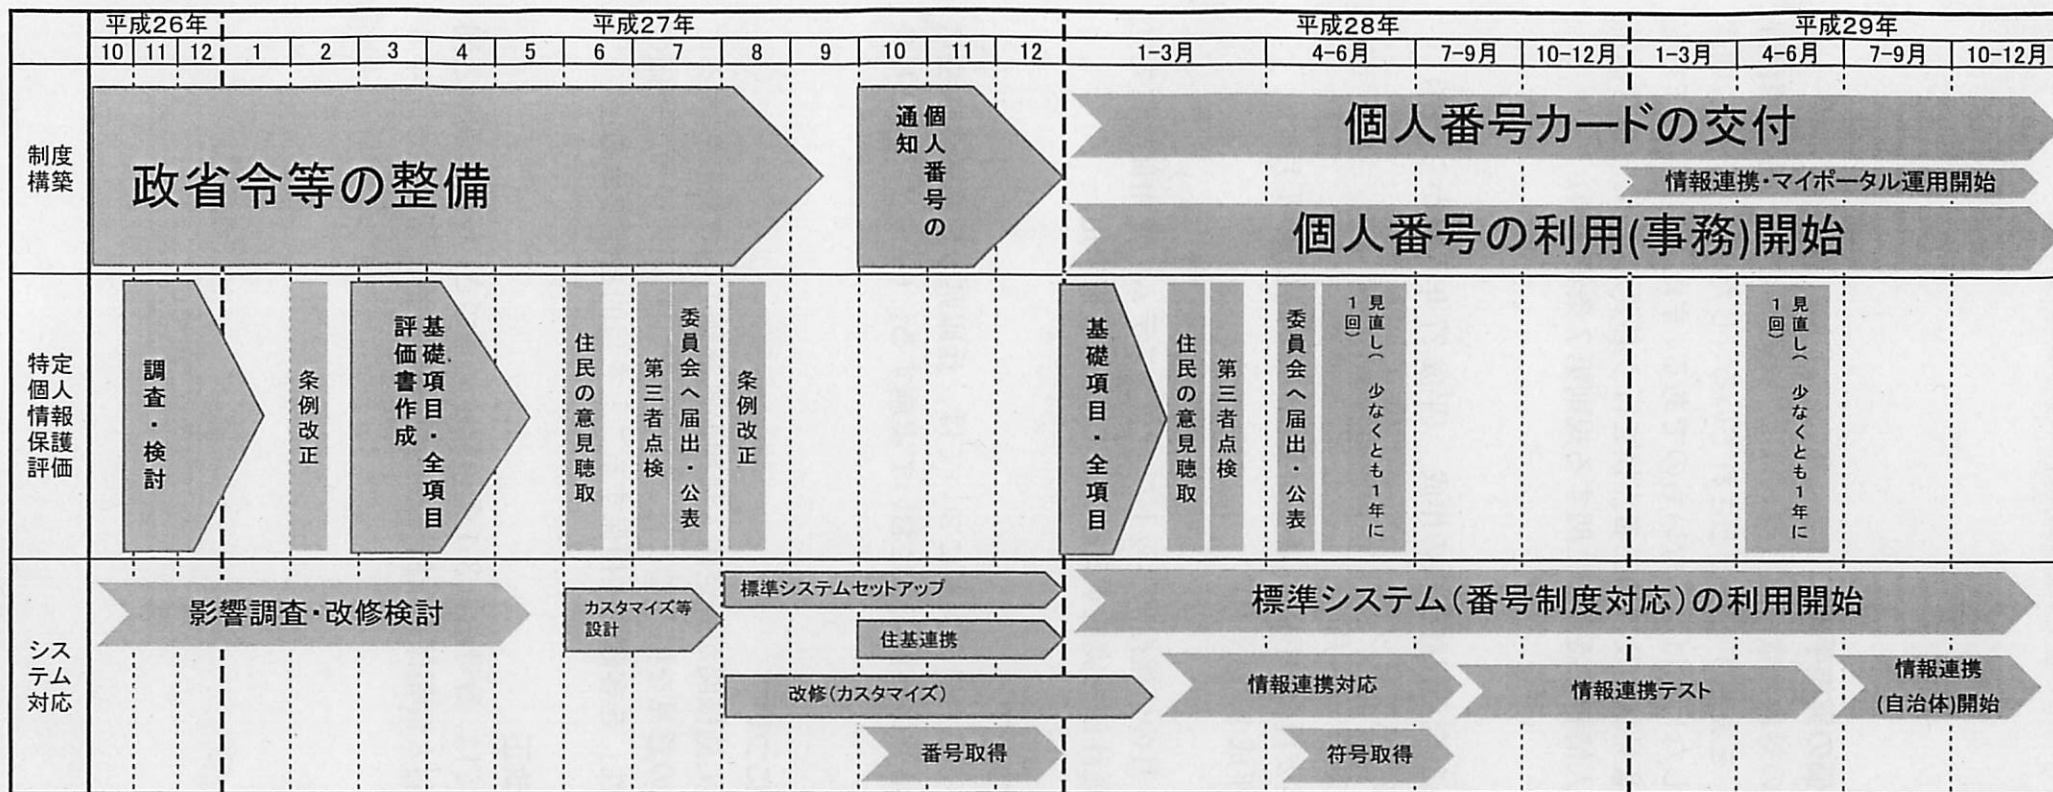 平成26年 平成27年 平成28年 平成29年
10 11 12 1 2 3 4 5 6 7 8 9 10 11 12 1-3月 4-6月 7-9月 10-12月 1-3月 4-6月 7-9月 10-12月
制度
構築
政省令等の整備
個人番号の
通知
個人番号カードの交付
情報連携・マイポータル運用開始
個人番号の利用(事務)開始
特定
個人
情報
保護
評価
調査・検討
条例改正
基礎項目・全項目
評価書作成
住民の意見聴取
第三者点検
委員会へ届出・公表
条例改正
基礎項目・全項目
住民の意見聴取
第三者点検
委員会へ届出・公表
見直し(少なくとも1年に
1回)
見直し(少なくとも1年に
1回)
シス
テム
対応
影響調査・改修検討
カスタマイズ等
設計
標準システムセットアップ
住基連携
改修(カスタマイズ)
番号取得
標準システム(番号制度対応)の利用開始
情報連携対応
情報連携テスト
情報連携
(自治体)開始
符号取得